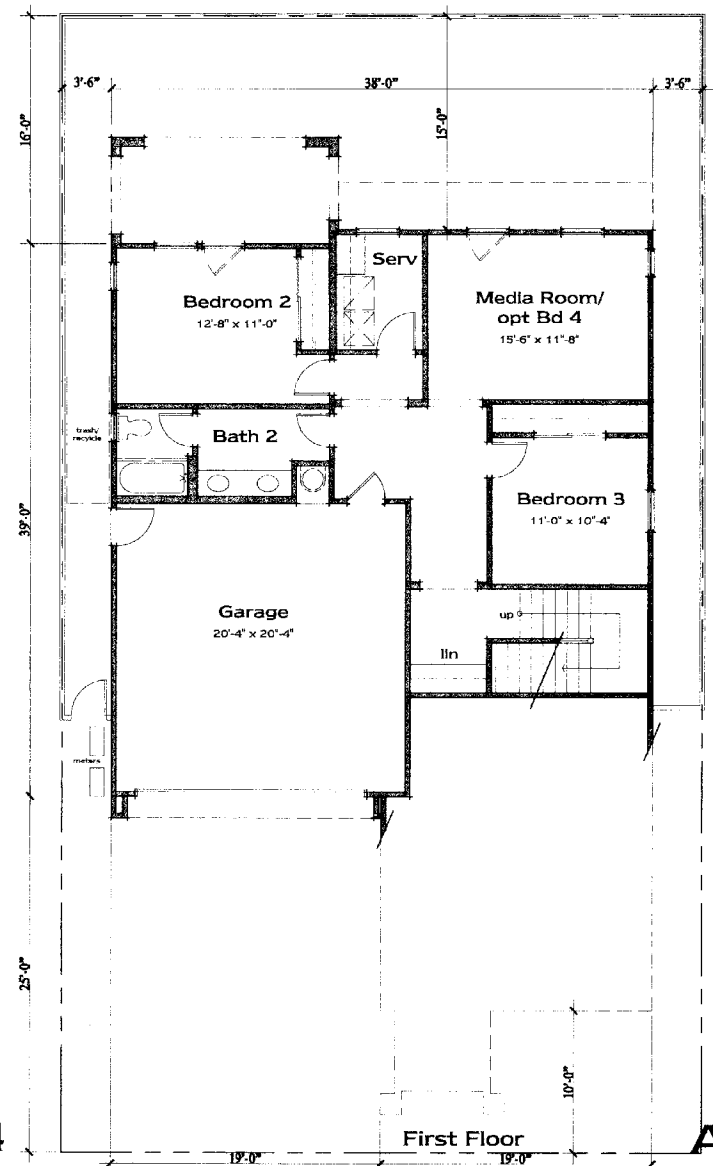 3'-6"
38'-0"
3'-6"
16'-0"
15'-0"
Serv
Bedroom 2
12'-8" x 11'-0"
Media Room/
opt Bd 4
15'-6" x 11'-8"
trash/
recycle
Bath 2
Bedroom 3
11'-0" x 10'-4"
39'-0"
Garage
20'-4" x 20'-4"
up
lin
meters
25'-0"
10'-0"
First Floor
A
19'-0"
19'-0"